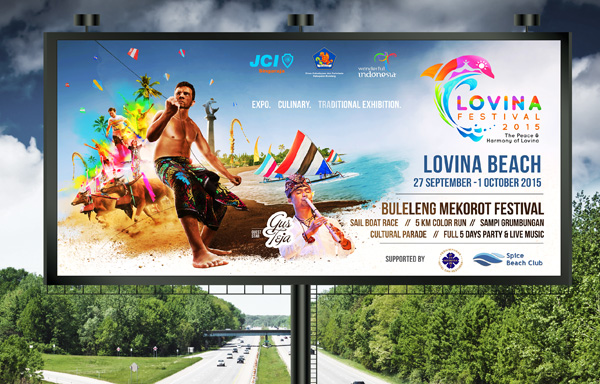 JCI
wonderful
indonesia
EXPO. CULINARY. TRADITIONAL EXHIBITION.
LOVINA
FESTIVAL
2015
The Peace &
Harmony of Lovina
LOVINA BEACH
27 SEPTEMBER -1 OCTOBER 2015
BULELENG MEKOROT FESTIVAL
SAIL BOAT RACE // 5 KM COLOR RUN // SAMPI GRUMBUNGAN
CULTURAL PARADE // FULL 5 DAYS PARTY & LIVE MUSIC
GUEST
STAR
Gus
Teja
SUPPORTED BY
Spice
Beach Club